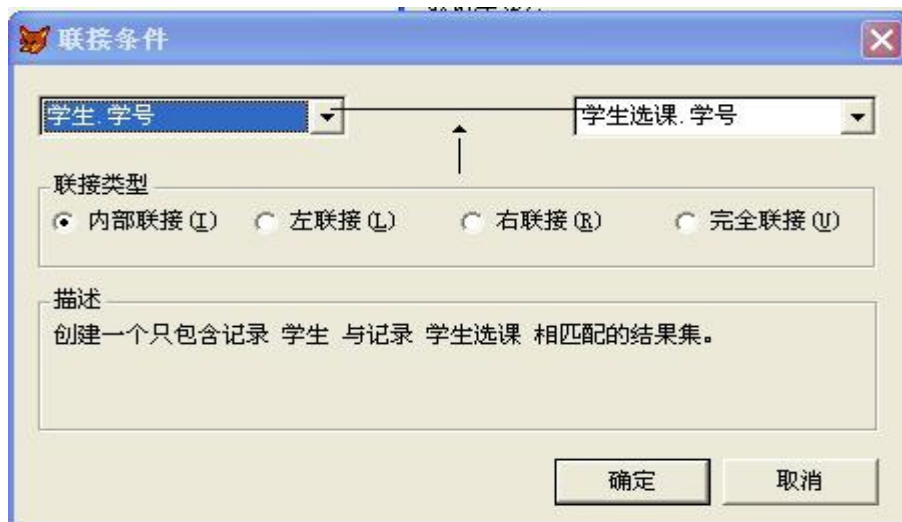 联接条件
学生.学号 学生选课.学号
联接类型
内部联接(I) 左联接(L) 右联接(R) 完全联接(U)
描述
创建一个只包含记录 学生 与记录 学生选课 相匹配的结果集。
确定 取消